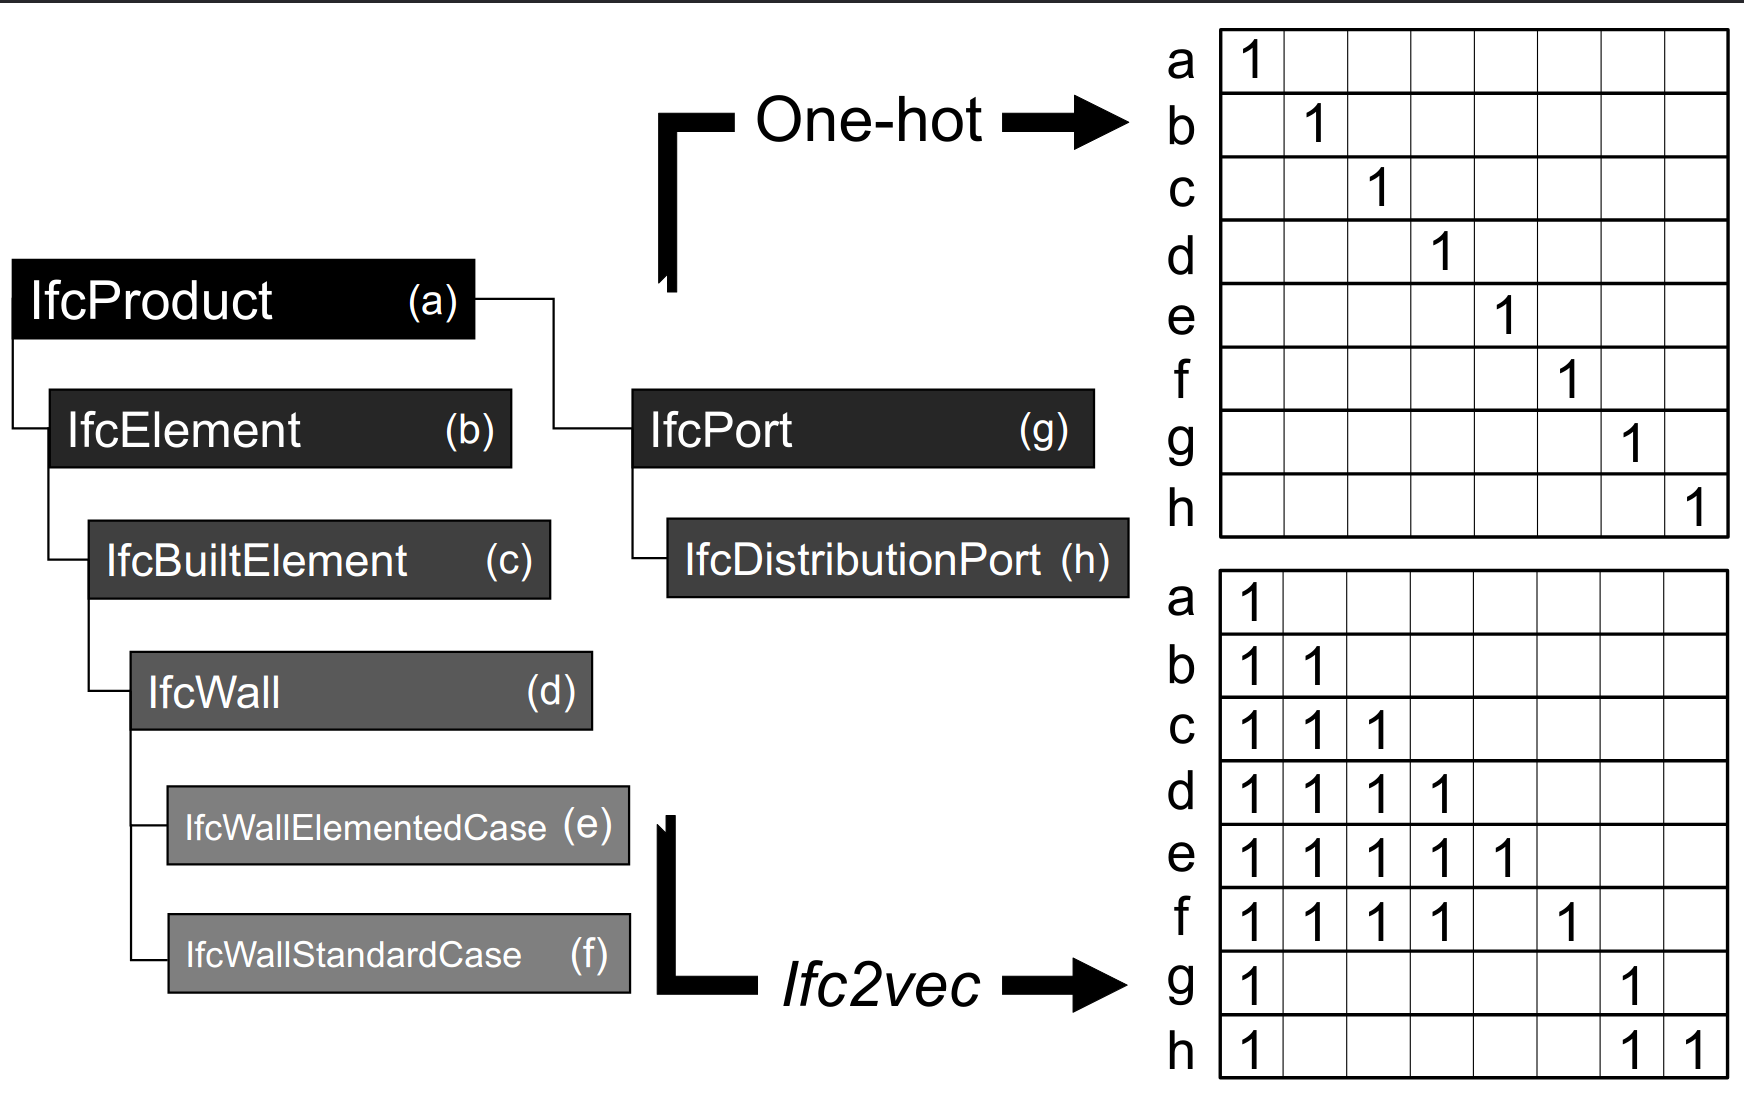 IfcProduct (a)
IfcElement (b)
IfcBuiltElement (c)
IfcWall (d)
IfcWallElementedCase (e)
IfcWallStandardCase (f)
IfcPort (g)
IfcDistributionPort (h)
One-hot
a 1
b 1
c 1
d 1
e 1
f 1
g 1
h 1
Ifc2vec
a 1
b 1 1
c 1 1 1
d 1 1 1 1
e 1 1 1 1 1
f 1 1 1 1 1
g 1 1
h 1 1 1